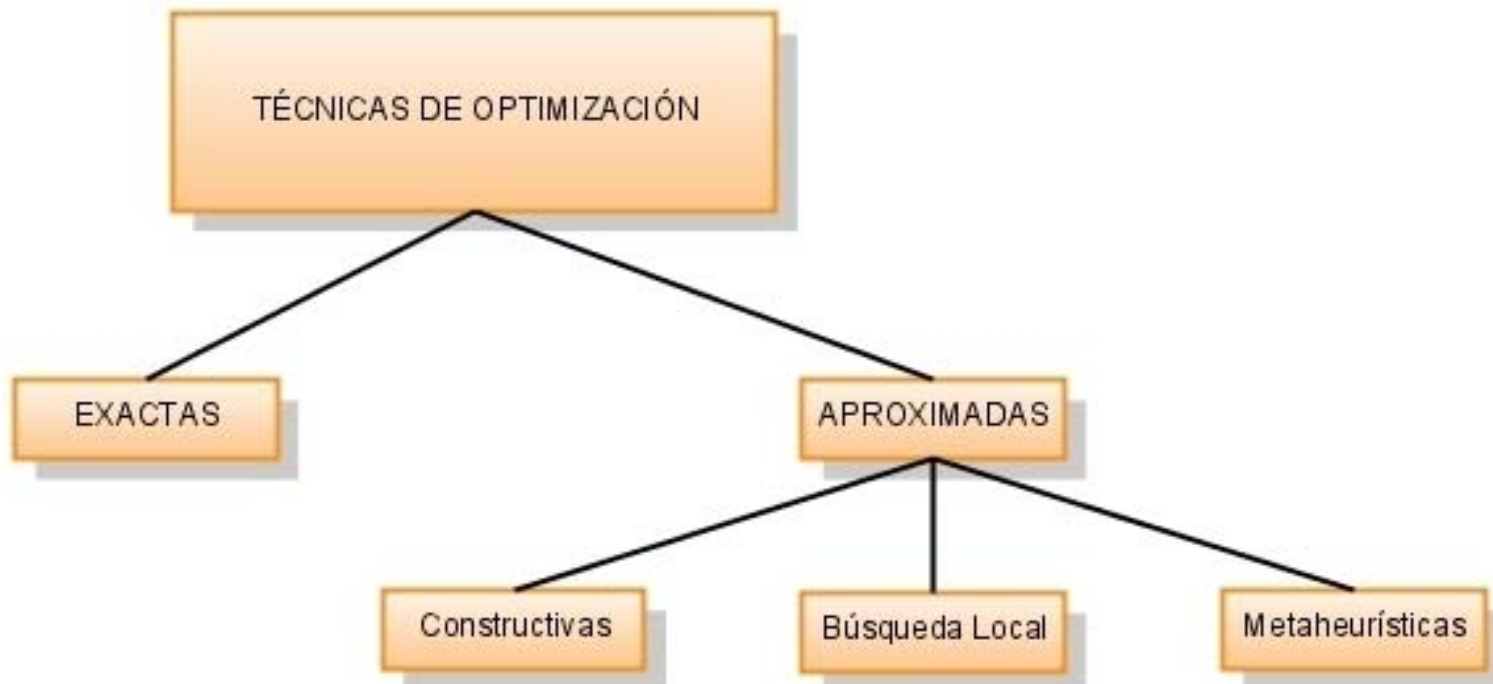 TÉCNICAS DE OPTIMIZACIÓN
EXACTAS
APROXIMADAS
Constructivas
Búsqueda Local
Metaheurísticas